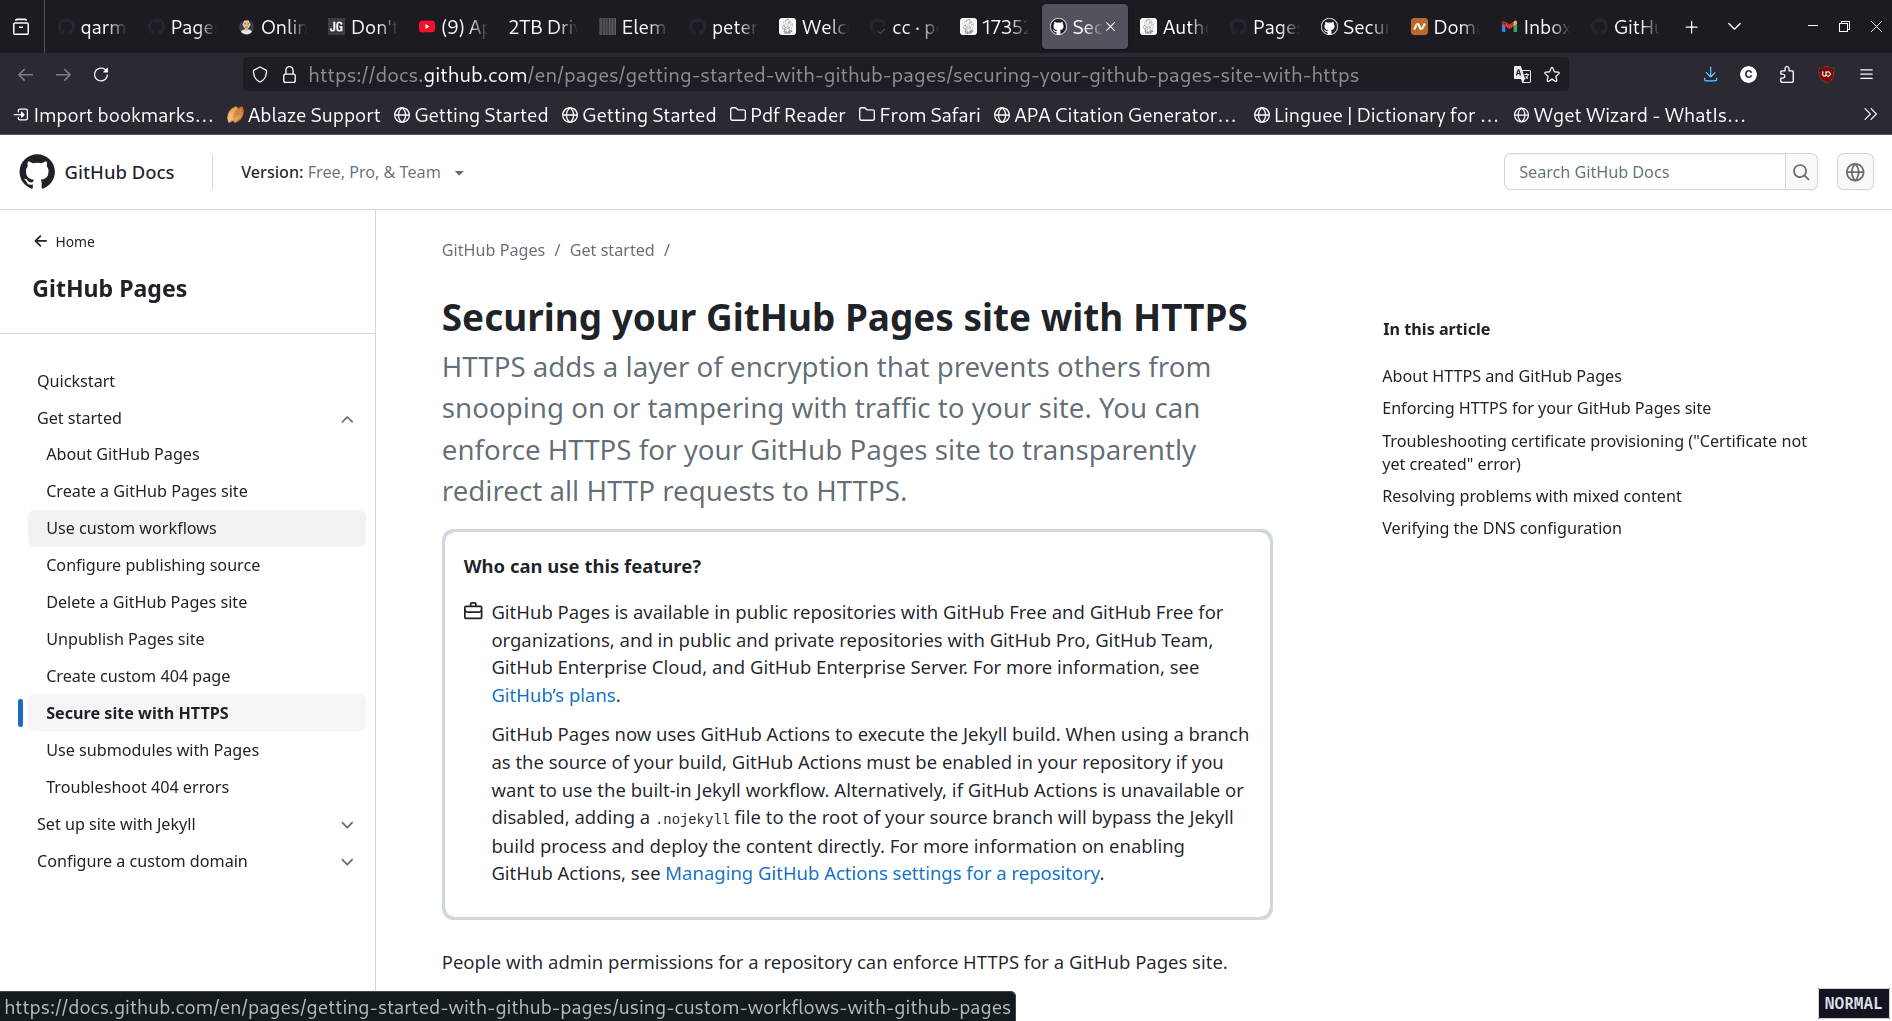 qarm
Page
Onlin
JG Don't
(9) Ap
2TB Dri
Elem
peter
Welc
cc · p
1735
Sec
Auth
Page
Secu
Dom
Inbox
GitHu
https://docs.github.com/en/pages/getting-started-with-github-pages/securing-your-github-pages-site-with-https
Import bookmarks…
Ablaze Support
Getting Started
Getting Started
Pdf Reader
From Safari
APA Citation Generator…
Linguee | Dictionary for …
Wget Wizard - WhatIs…
GitHub Docs
Version: Free, Pro, & Team
Search GitHub Docs
Home
GitHub Pages
Quickstart
Get started
About GitHub Pages
Create a GitHub Pages site
Use custom workflows
Configure publishing source
Delete a GitHub Pages site
Unpublish Pages site
Create custom 404 page
Secure site with HTTPS
Use submodules with Pages
Troubleshoot 404 errors
Set up site with Jekyll
Configure a custom domain
GitHub Pages / Get started /
Securing your GitHub Pages site with HTTPS
HTTPS adds a layer of encryption that prevents others from
snooping on or tampering with traffic to your site. You can
enforce HTTPS for your GitHub Pages site to transparently
redirect all HTTP requests to HTTPS.
Who can use this feature?
GitHub Pages is available in public repositories with GitHub Free and GitHub Free for
organizations, and in public and private repositories with GitHub Pro, GitHub Team,
GitHub Enterprise Cloud, and GitHub Enterprise Server. For more information, see
GitHub’s plans.
GitHub Pages now uses GitHub Actions to execute the Jekyll build. When using a branch
as the source of your build, GitHub Actions must be enabled in your repository if you
want to use the built-in Jekyll workflow. Alternatively, if GitHub Actions is unavailable or
disabled, adding a .nojekyll file to the root of your source branch will bypass the Jekyll
build process and deploy the content directly. For more information on enabling
GitHub Actions, see Managing GitHub Actions settings for a repository.
People with admin permissions for a repository can enforce HTTPS for a GitHub Pages site.
In this article
About HTTPS and GitHub Pages
Enforcing HTTPS for your GitHub Pages site
Troubleshooting certificate provisioning ("Certificate not
yet created" error)
Resolving problems with mixed content
Verifying the DNS configuration
https://docs.github.com/en/pages/getting-started-with-github-pages/using-custom-workflows-with-github-pages
NORMAL